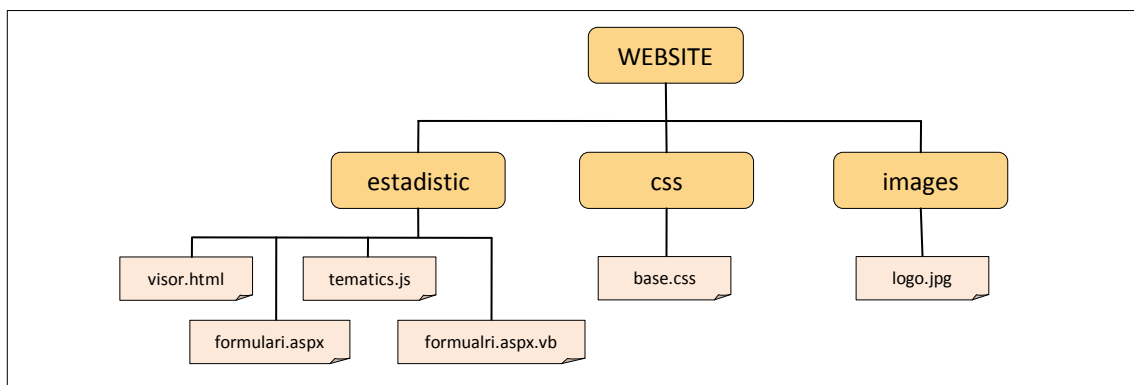 WEBSITE
estadistic
css
images
visor.html
tematics.js
base.css
logo.jpg
formulari.aspx
formualri.aspx.vb